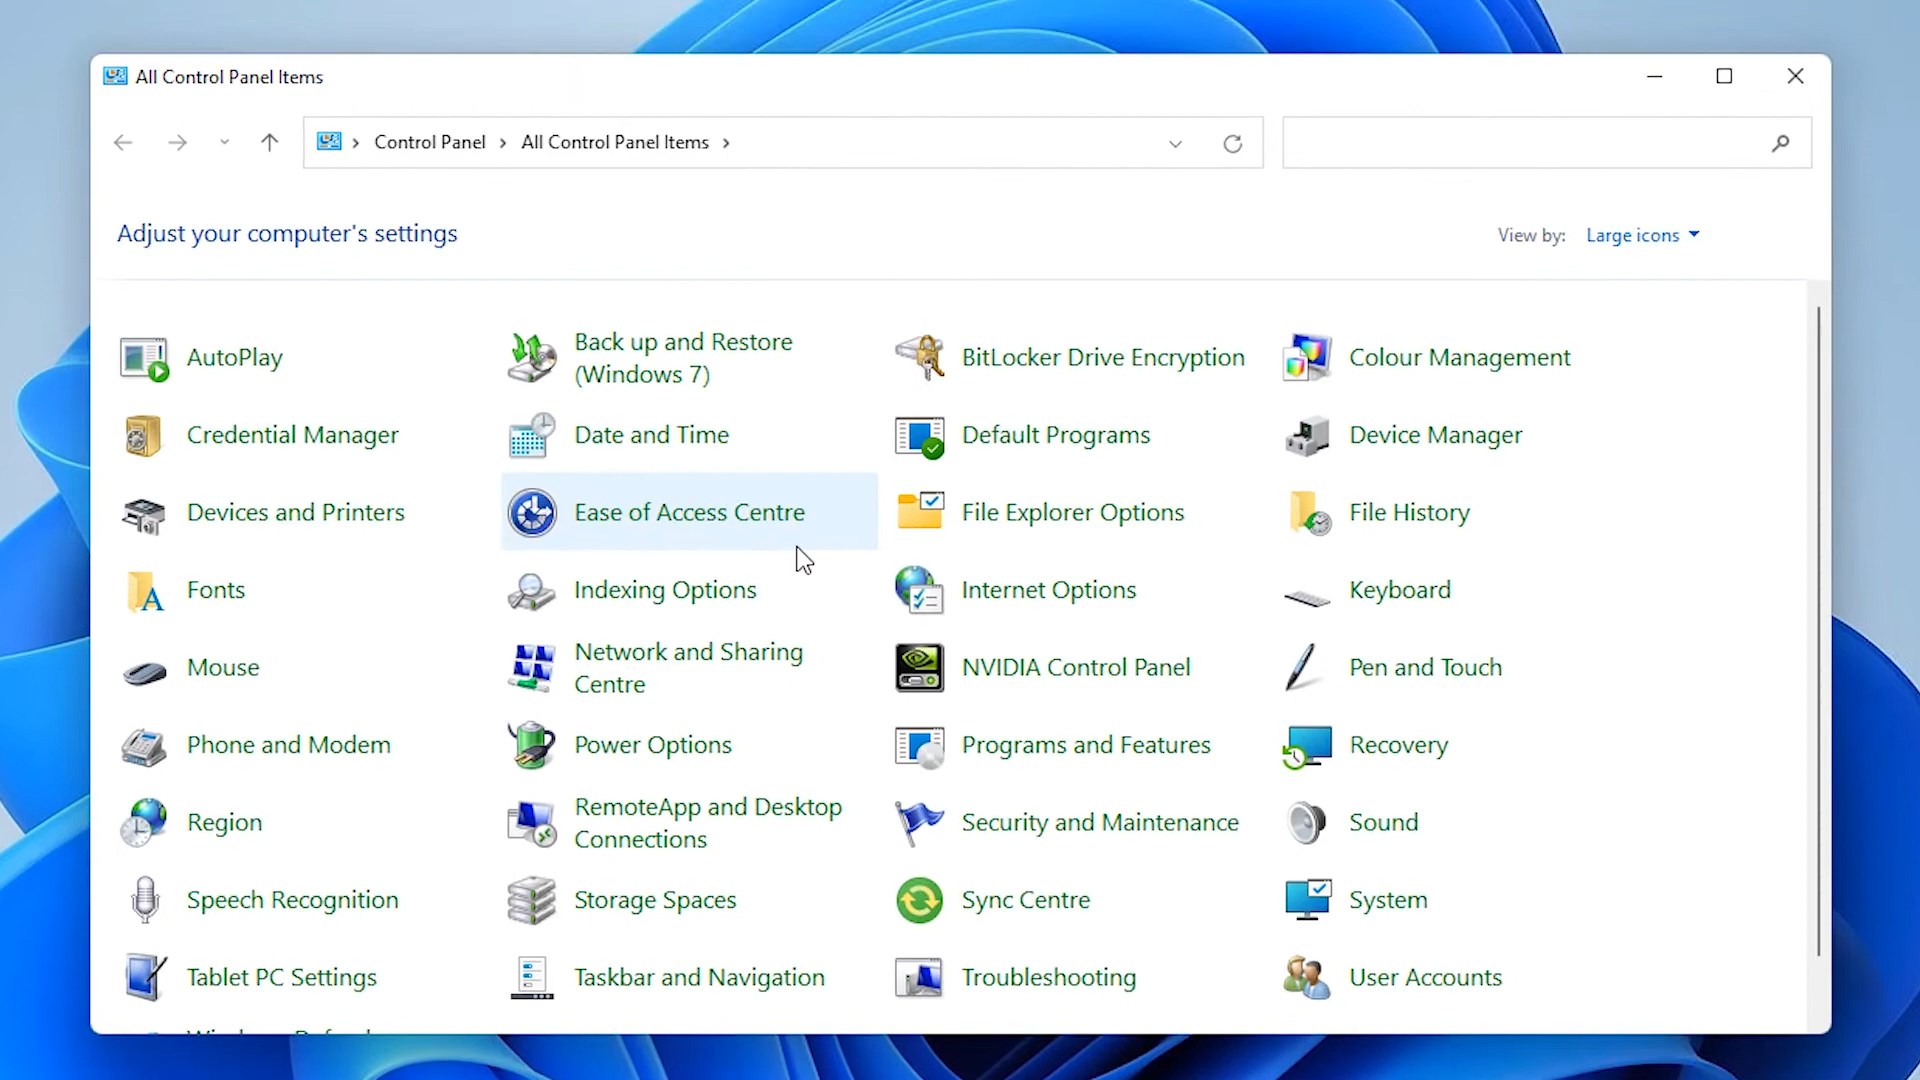 All Control Panel Items
Control Panel
All Control Panel Items
Adjust your computer's settings
View by:
Large icons
AutoPlay
Back up and Restore
(Windows 7)
BitLocker Drive Encryption
Colour Management
Credential Manager
Date and Time
Default Programs
Device Manager
Devices and Printers
Ease of Access Centre
File Explorer Options
File History
Fonts
Indexing Options
Internet Options
Keyboard
Mouse
Network and Sharing
Centre
NVIDIA Control Panel
Pen and Touch
Phone and Modem
Power Options
Programs and Features
Recovery
Region
RemoteApp and Desktop
Connections
Security and Maintenance
Sound
Speech Recognition
Storage Spaces
Sync Centre
System
Tablet PC Settings
Taskbar and Navigation
Troubleshooting
User Accounts